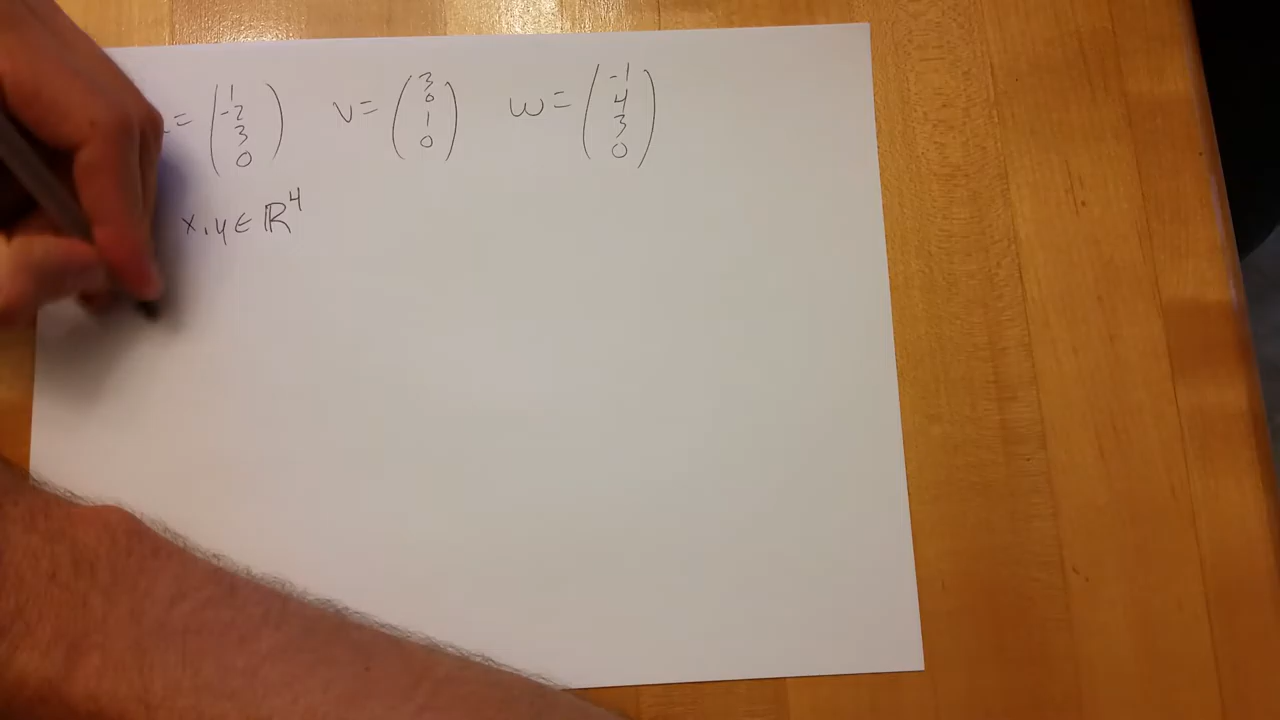 = (1 -2 3 0) v = (3 0 1 0) w = (-1 4 3 0)
x, y ∈ ℝ⁴